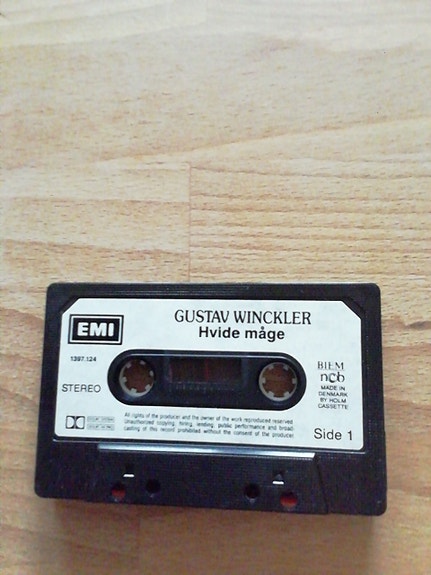 EMI
GUSTAV WINCKLER
Hvide måge
1397.124
STEREO
BIEM
ncb
MADE IN
DENMARK
BY HOLM
CASSETTE
All rights of the producer and the owner of the work reproduced reserved
Unauthorized copying, hiring, lending, public performance and broad-
casting of this record prohibited without the consent of the producer.
Side 1